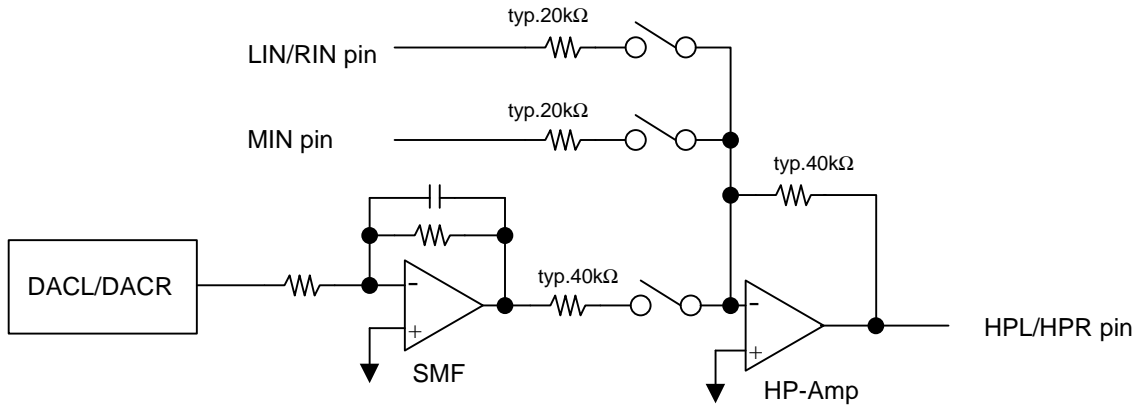 typ.20kΩ
LIN/RIN pin
typ.20kΩ
MIN pin
typ.40kΩ
DACL/DACR
-
+
SMF
typ.40kΩ
-
+
HP-Amp
HPL/HPR pin